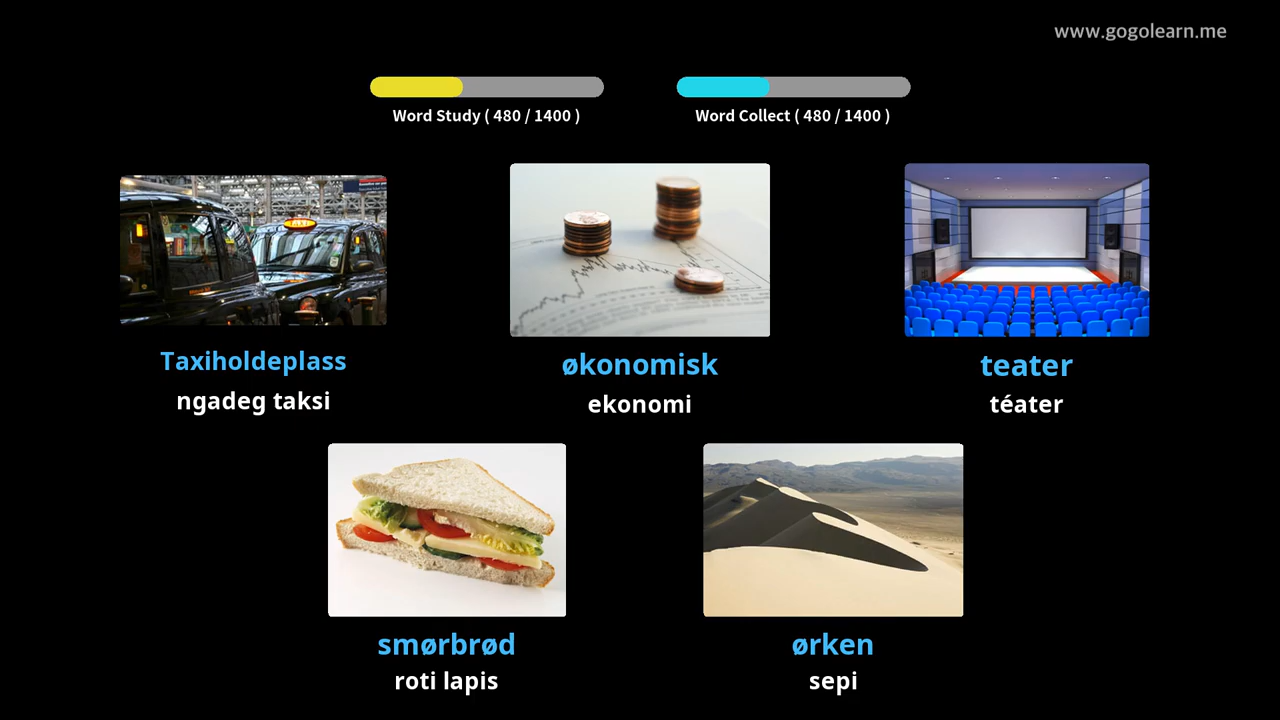 www.gogolearn.me
Word Study ( 480 / 1400 )
Word Collect ( 480 / 1400 )
TAXI
Taxiholdeplass
ngadeg taksi
økonomisk
ekonomi
teater
téater
smørbrød
roti lapis
ørken
sepi